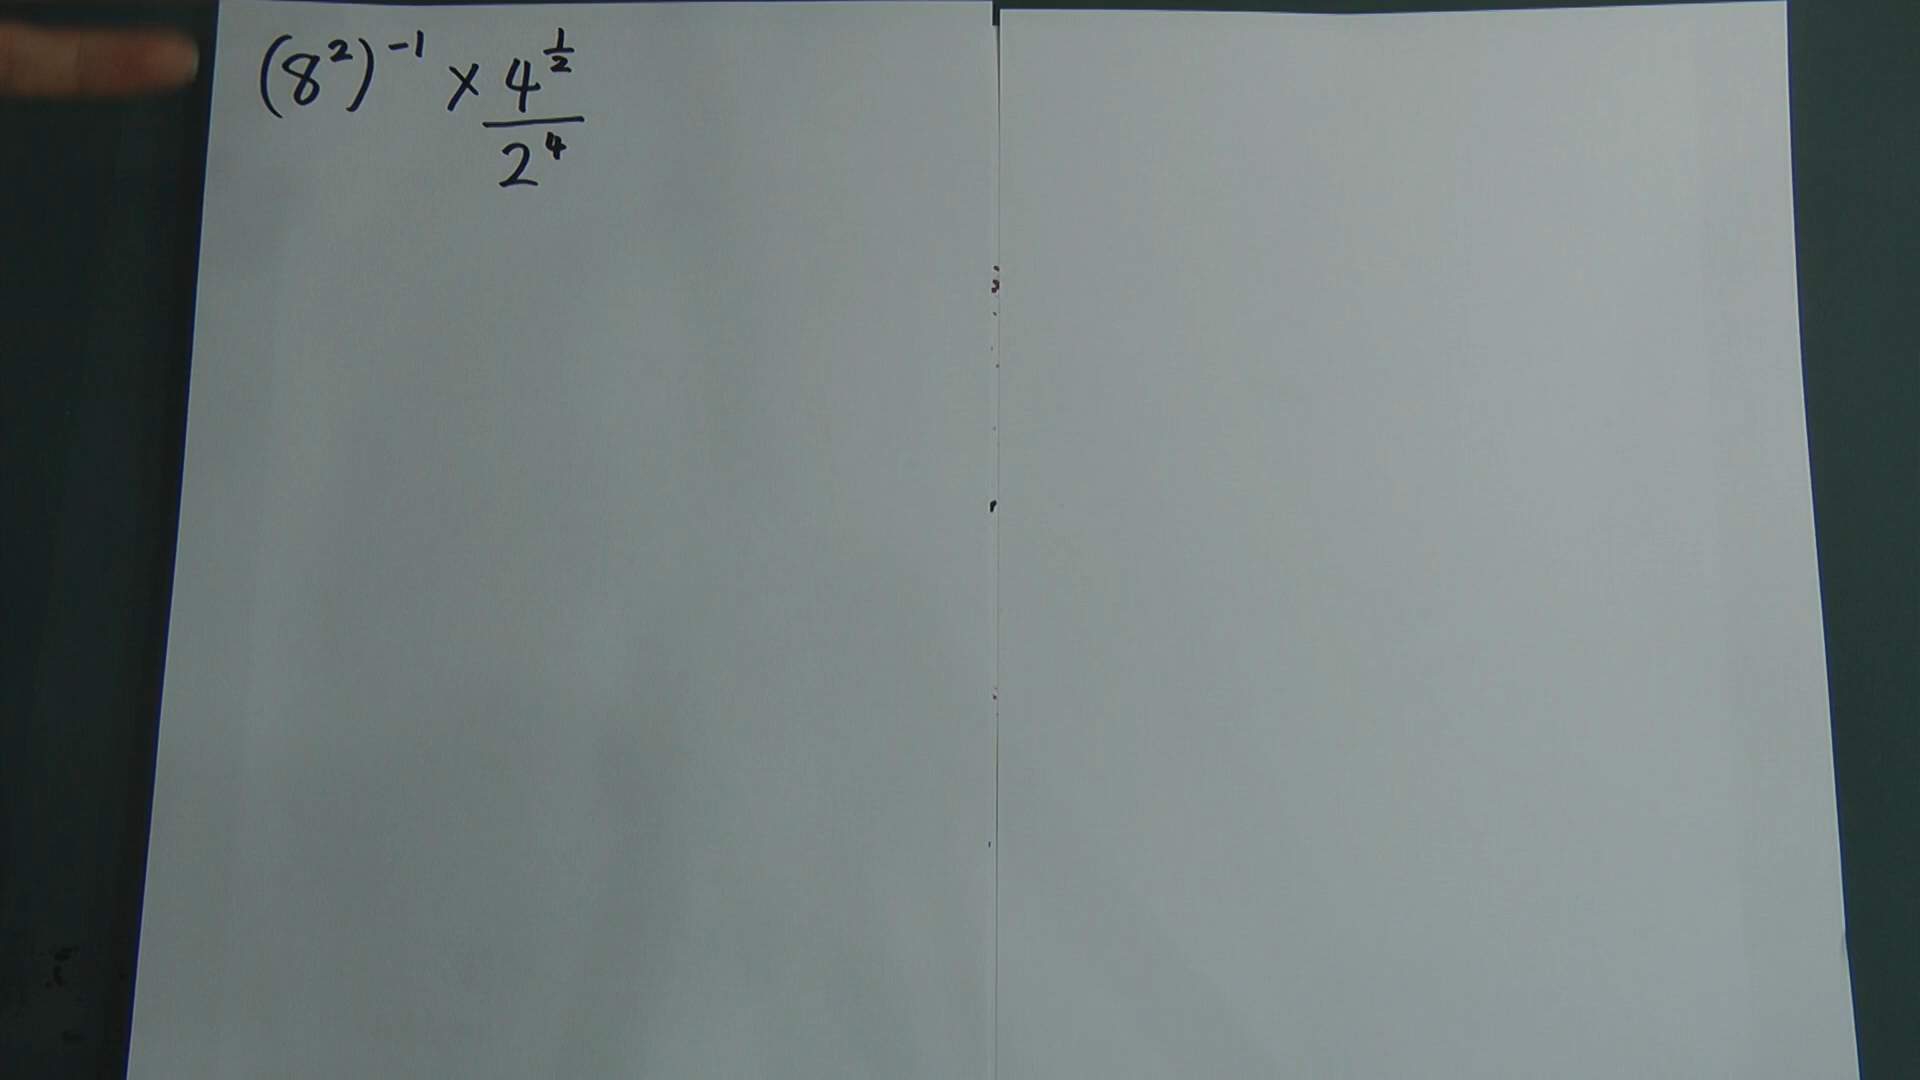 (8²)⁻¹ × 4^(1/2) / 2⁴